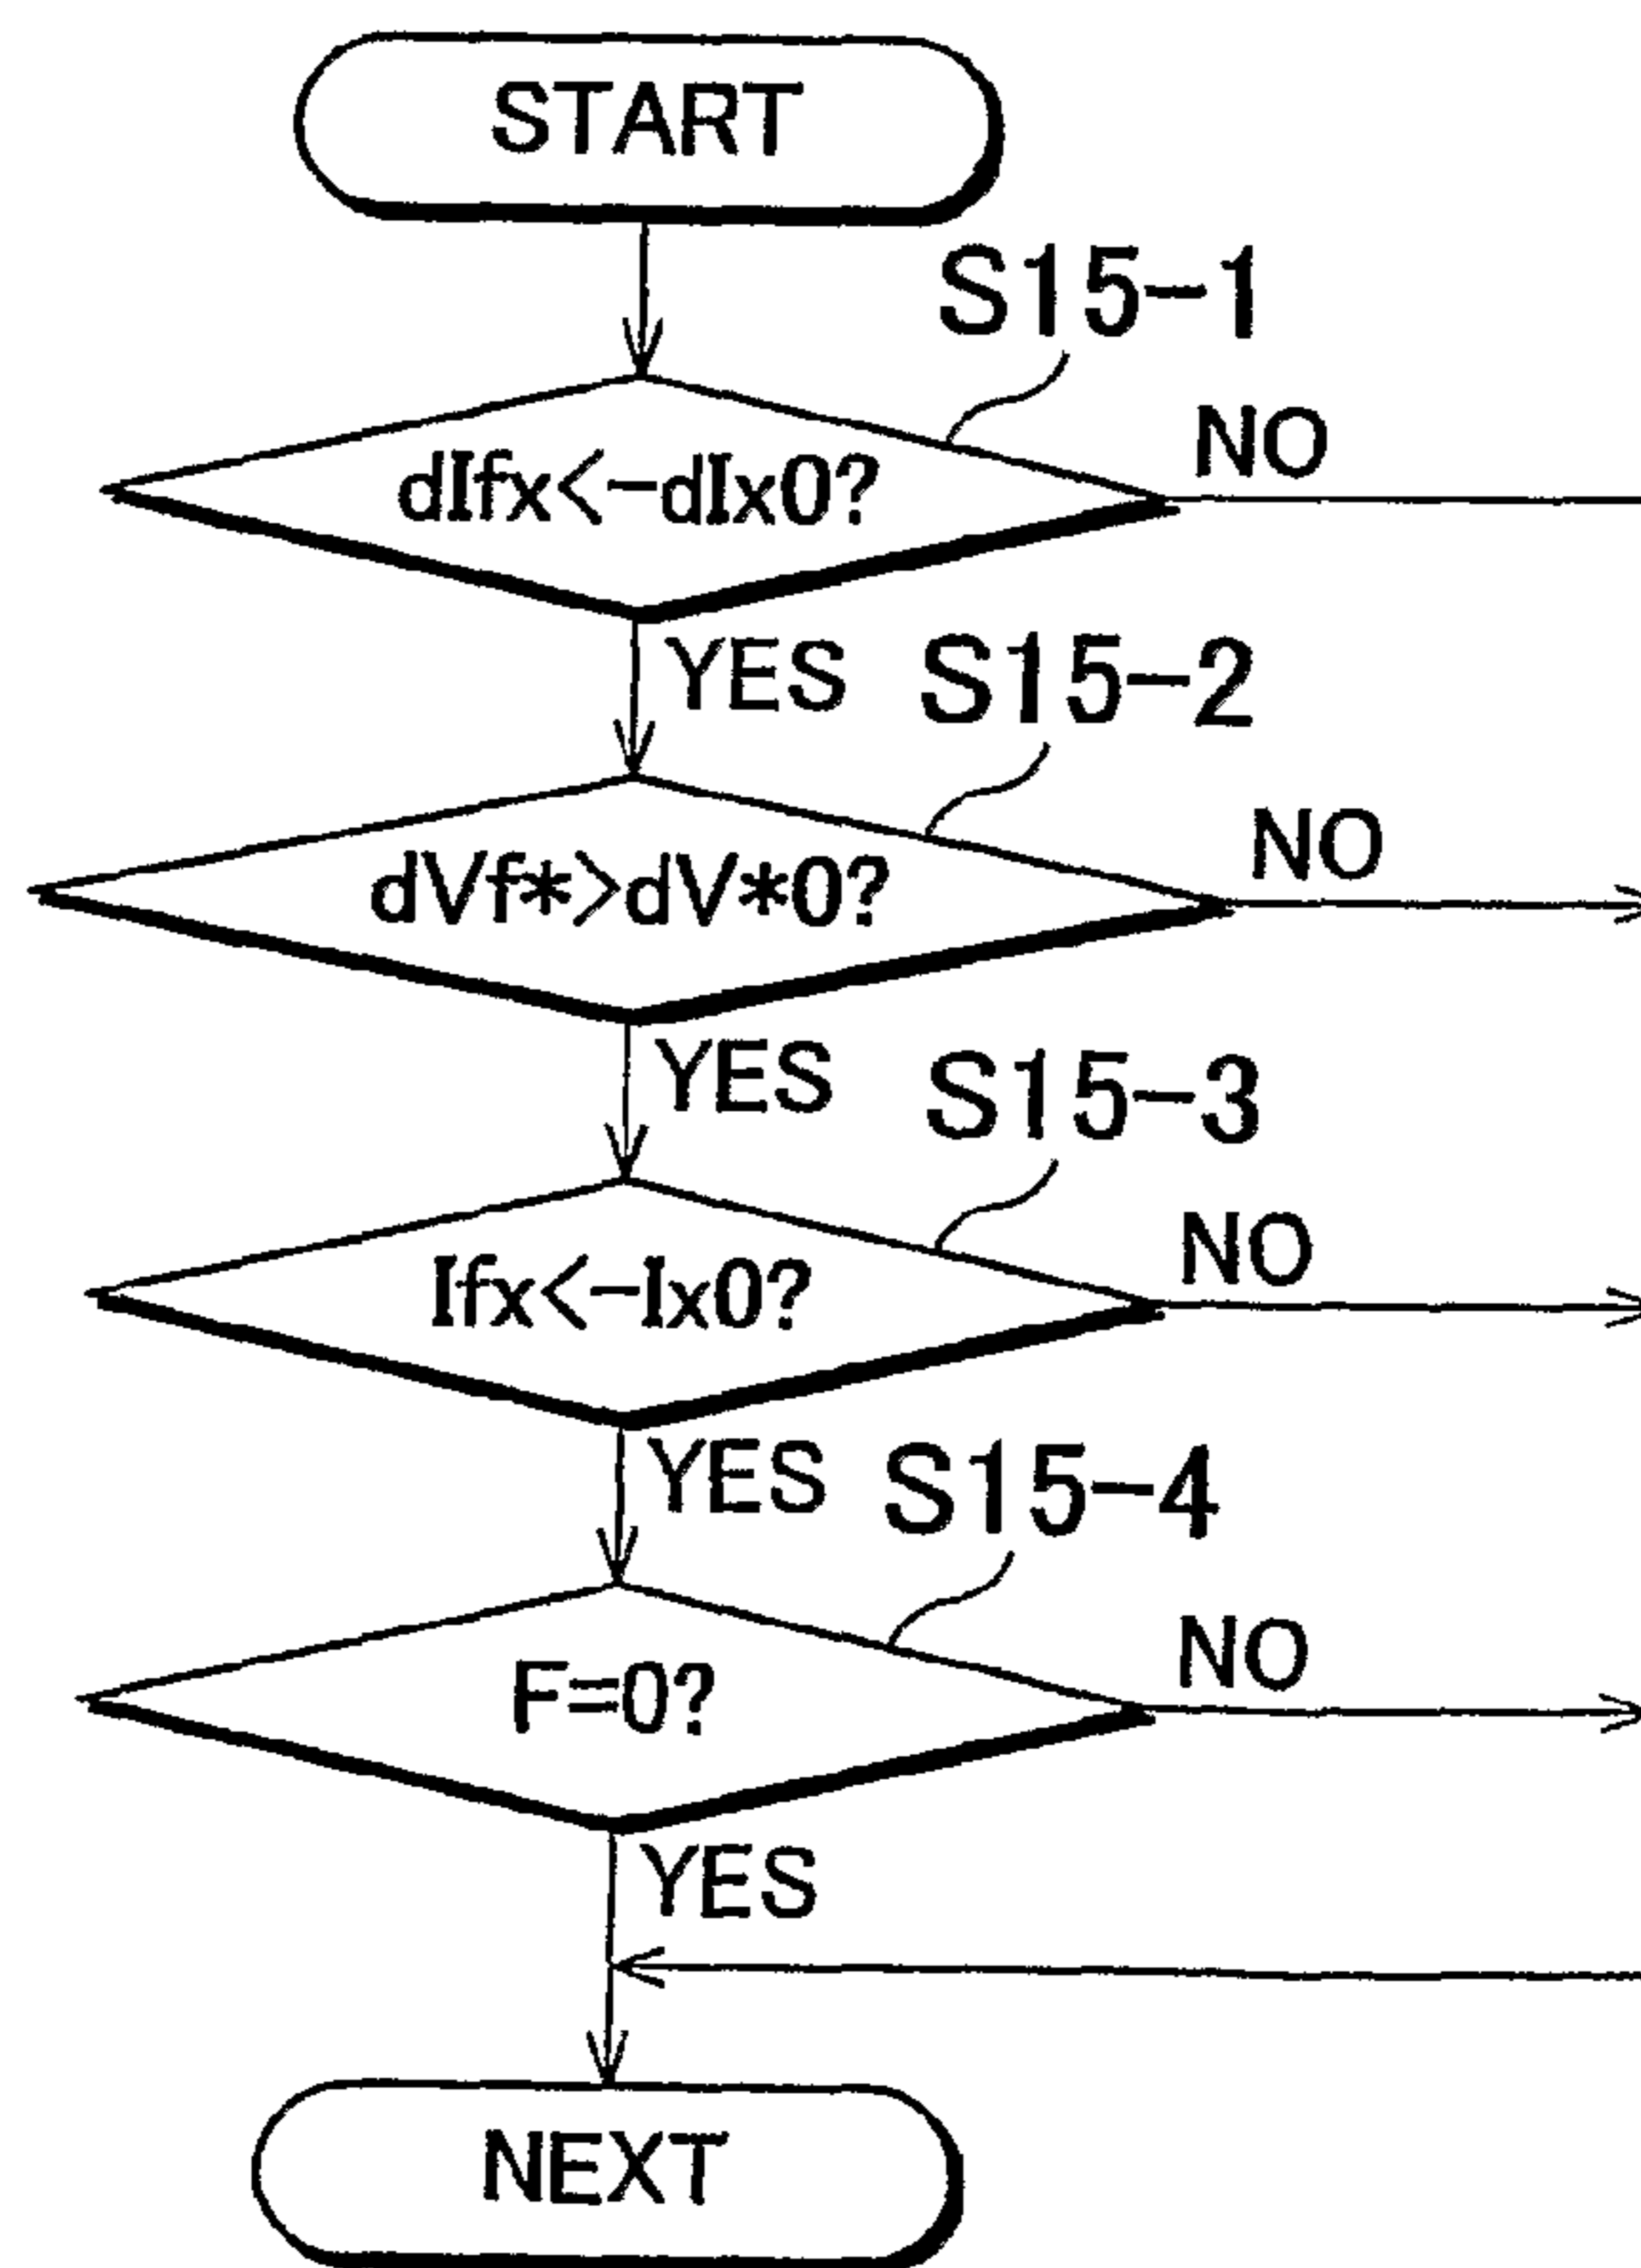 START
S15-1
dIfx<-dIx0?
NO
YES
S15-2
dVf*>dV*0?
NO
YES
S15-3
Ifx<-Ix0?
NO
YES
S15-4
F=0?
NO
YES
NEXT